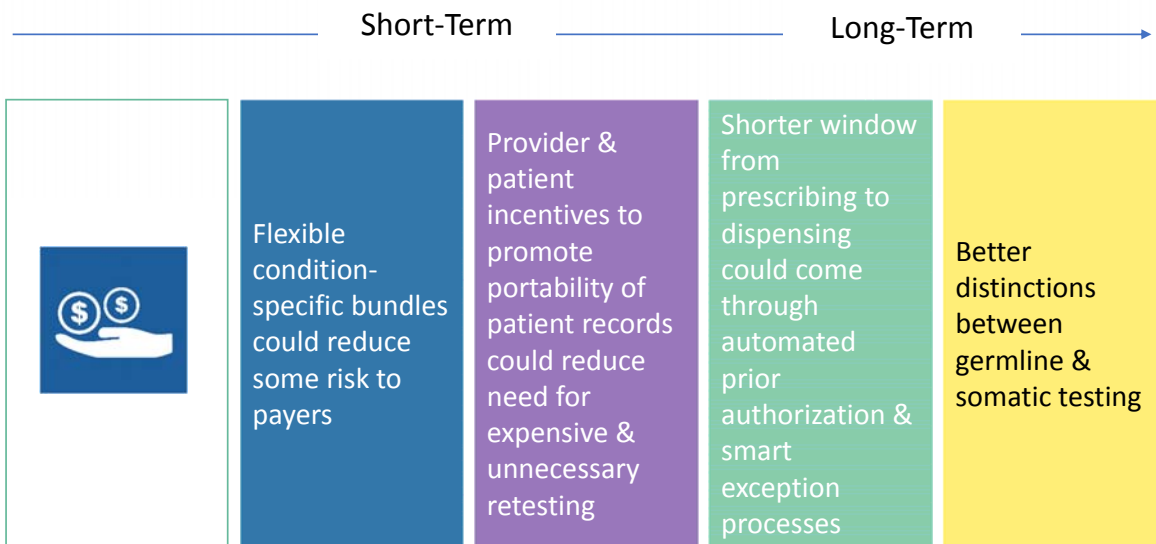 Short-Term
Long-Term
$
$
Flexible
condition-
specific bundles
could reduce
some risk to
payers
Provider &
patient
incentives to
promote
portability of
patient records
could reduce
need for
expensive &
unnecessary
retesting
Shorter window
from
prescribing to
dispensing
could come
through
automated
prior
authorization &
smart
exception
processes
Better
distinctions
between
germline &
somatic testing